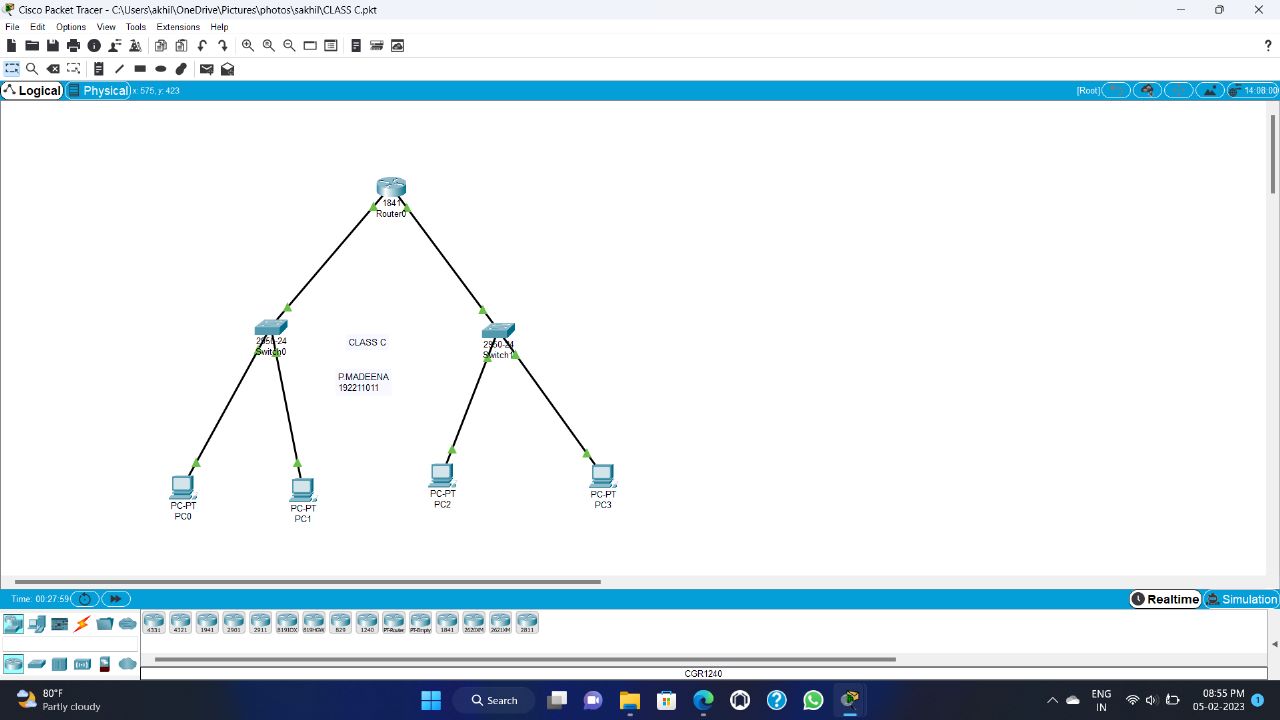 Cisco Packet Tracer - C:\Users\akhil\OneDrive\Pictures\photos\sakhil\CLASS C.pkt
File Edit Options View Tools Extensions Help
?
Logical Physical x: 575, y: 423 [Root] 14:08:00
1841
Router0
2950-24
Switch0
2950-24
Switch1
CLASS C
P.MADEENA
192211011
PC-PT
PC0
PC-PT
PC1
PC-PT
PC2
PC-PT
PC3
Time: 00:27:59 Realtime Simulation
4331 4321 1941 2901 2911 819IOX 819HGW 829 1240 PT-Router PT-Empty 1841 2620XM 2621XM 2811
CGR1240
80°F
Partly cloudy
Search
ENG
IN
08:55 PM
05-02-2023
1